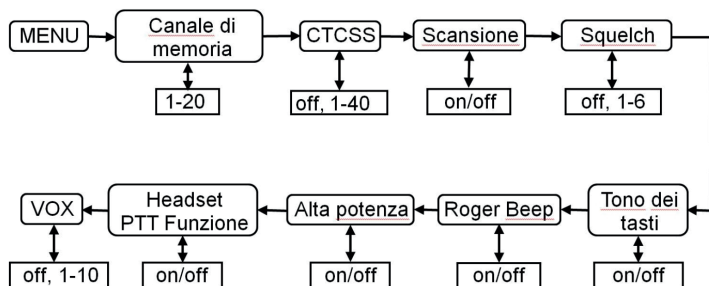 MENU
Canale di
memoria
CTCSS
Scansione
Squelch
1-20
off, 1-40
on/off
off, 1-6
VOX
Headset
PTT Funzione
Alta potenza
Roger Beep
Tono dei
tasti
off, 1-10
on/off
on/off
on/off
on/off